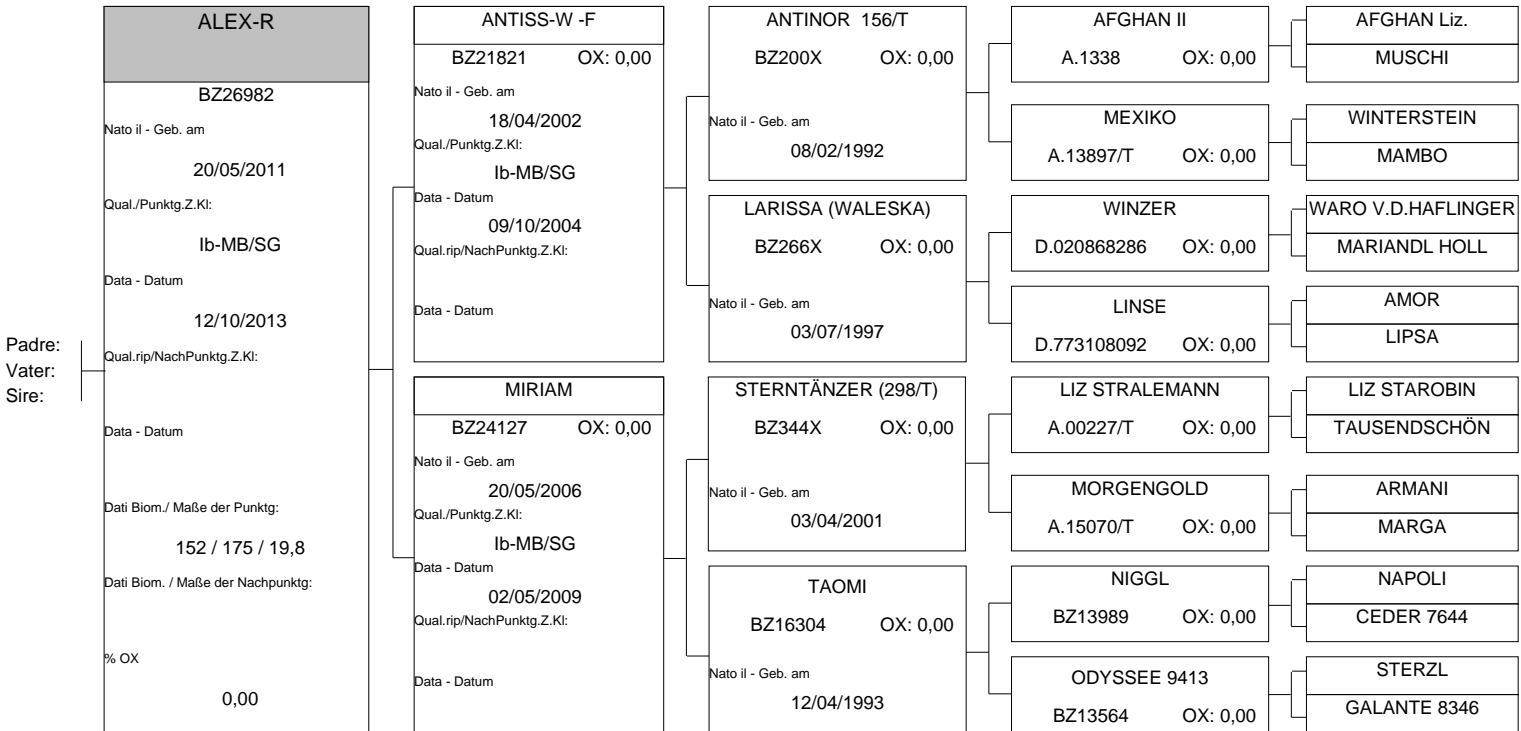 Padre:
Vater:
Sire:
ALEX-R
BZ26982
Nato il - Geb. am
20/05/2011
Qual./Punktg.Z.Kl:
Ib-MB/SG
Data - Datum
12/10/2013
Qual.rip/NachPunktg.Z.Kl:
Data - Datum
Dati Biom./ Maße der Punktg:
152 / 175 / 19,8
Dati Biom. / Maße der Nachpunktg:
% OX
0,00
ANTISS-W -F
BZ21821 OX: 0,00
Nato il - Geb. am
18/04/2002
Qual./Punktg.Z.Kl:
Ib-MB/SG
Data - Datum
09/10/2004
Qual.rip/NachPunktg.Z.Kl:
Data - Datum
MIRIAM
BZ24127 OX: 0,00
Nato il - Geb. am
20/05/2006
Qual./Punktg.Z.Kl:
Ib-MB/SG
Data - Datum
02/05/2009
Qual.rip/NachPunktg.Z.Kl:
Data - Datum
ANTINOR 156/T
BZ200X OX: 0,00
Nato il - Geb. am
08/02/1992
LARISSA (WALESKA)
BZ266X OX: 0,00
Nato il - Geb. am
03/07/1997
STERNTÄNZER (298/T)
BZ344X OX: 0,00
Nato il - Geb. am
03/04/2001
TAOMI
BZ16304 OX: 0,00
Nato il - Geb. am
12/04/1993
AFGHAN II
A.1338 OX: 0,00
MEXIKO
A.13897/T OX: 0,00
WINZER
D.020868286 OX: 0,00
LINSE
D.773108092 OX: 0,00
LIZ STRALEMANN
A.00227/T OX: 0,00
MORGENGOLD
A.15070/T OX: 0,00
NIGGL
BZ13989 OX: 0,00
ODYSSEE 9413
BZ13564 OX: 0,00
AFGHAN Liz.
MUSCHI
WINTERSTEIN
MAMBO
WARO V.D.HAFLINGER
MARIANDL HOLL
AMOR
LIPSA
LIZ STAROBIN
TAUSENDSCHÖN
ARMANI
MARGA
NAPOLI
CEDER 7644
STERZL
GALANTE 8346